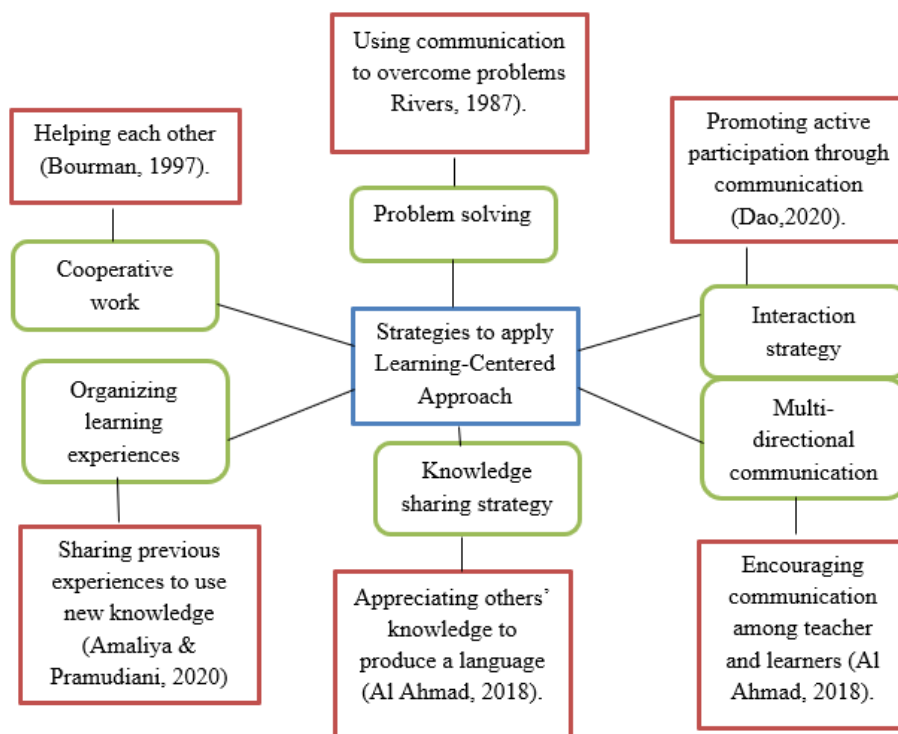 Using communication
to overcome problems
Rivers, 1987).
Helping each other
(Bourman, 1997).
Promoting active
participation through
communication
(Dao,2020).
Problem solving
Cooperative
work
Strategies to apply
Learning-Centered
Approach
Interaction
strategy
Organizing
learning
experiences
Multi-
directional
communication
Knowledge
sharing strategy
Sharing previous
experiences to use
new knowledge
(Amaliya &
Pramudiani, 2020)
Appreciating others’
knowledge to
produce a language
(Al Ahmad, 2018).
Encouraging
communication
among teacher
and learners (Al
Ahmad, 2018).